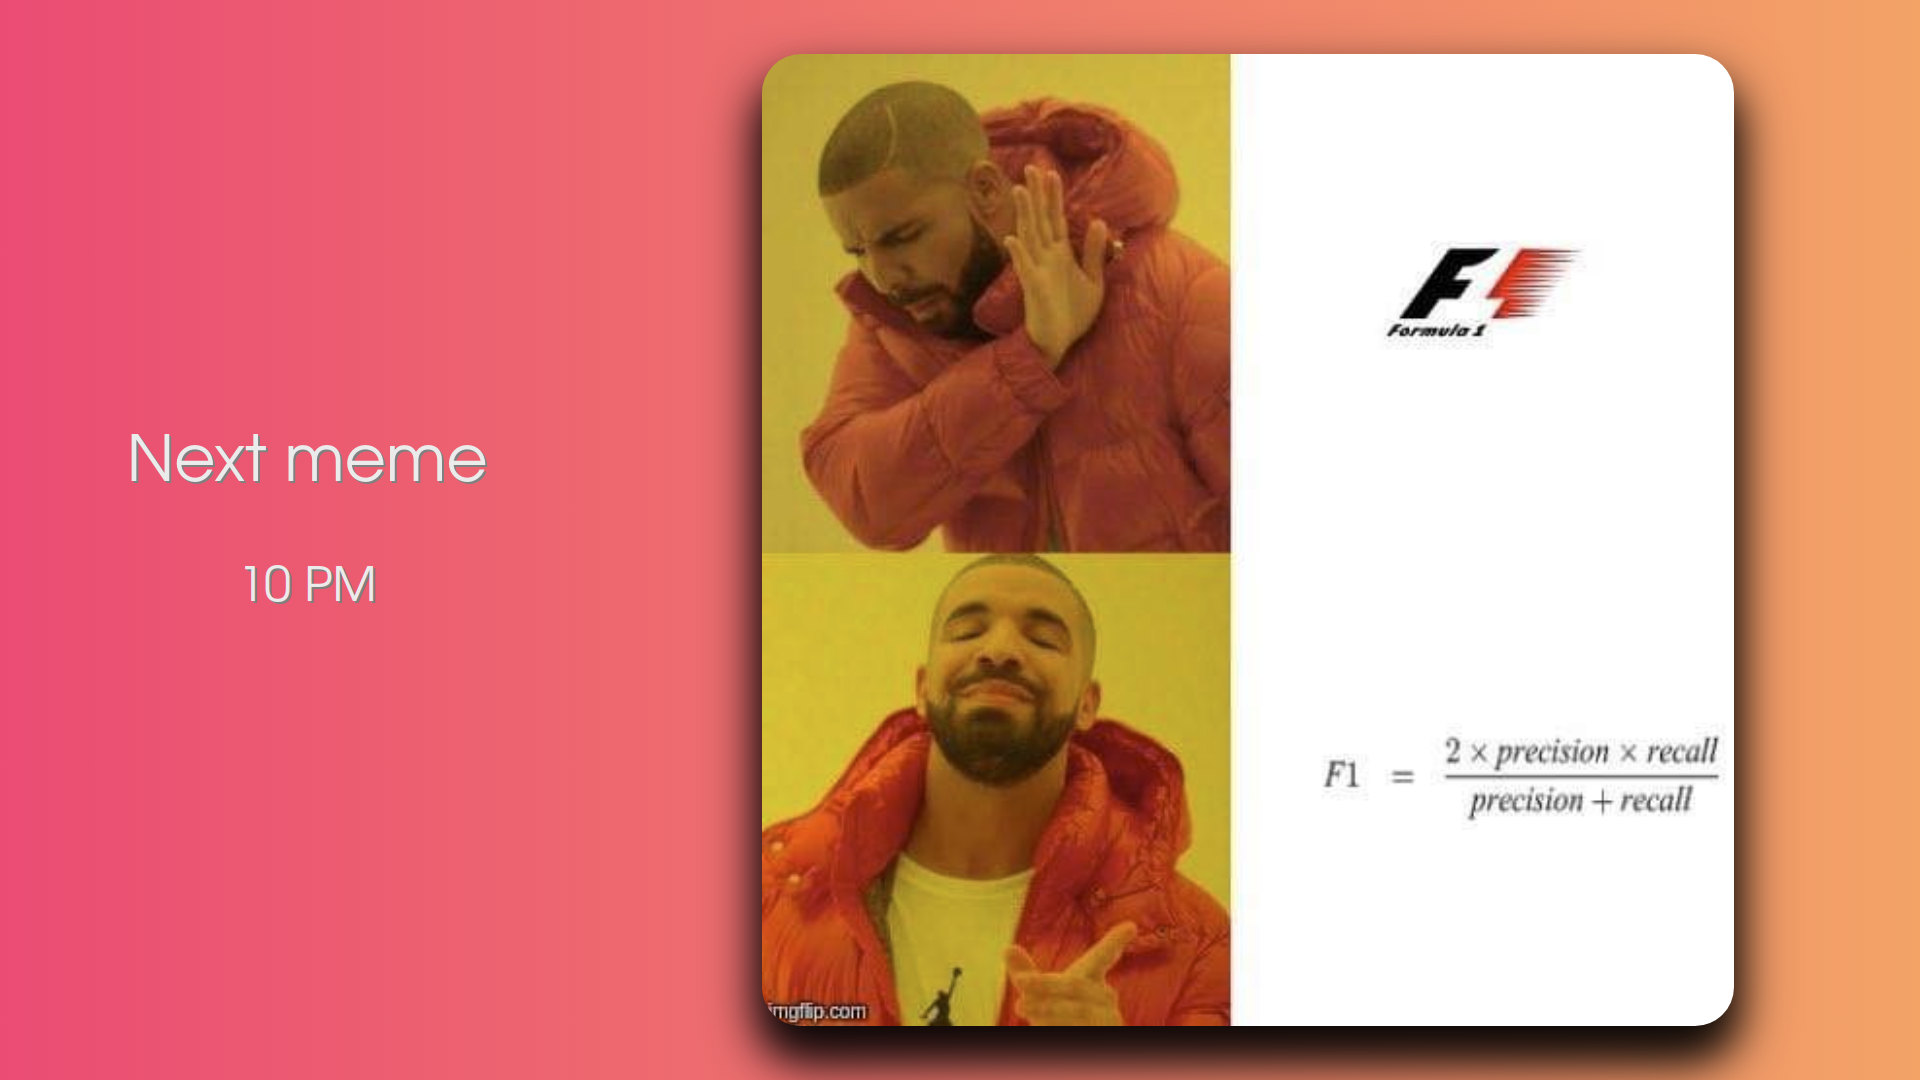 Next meme
10 PM
F1
Formula 1
F1 = 2 × precision × recall
precision + recall
imgflip.com